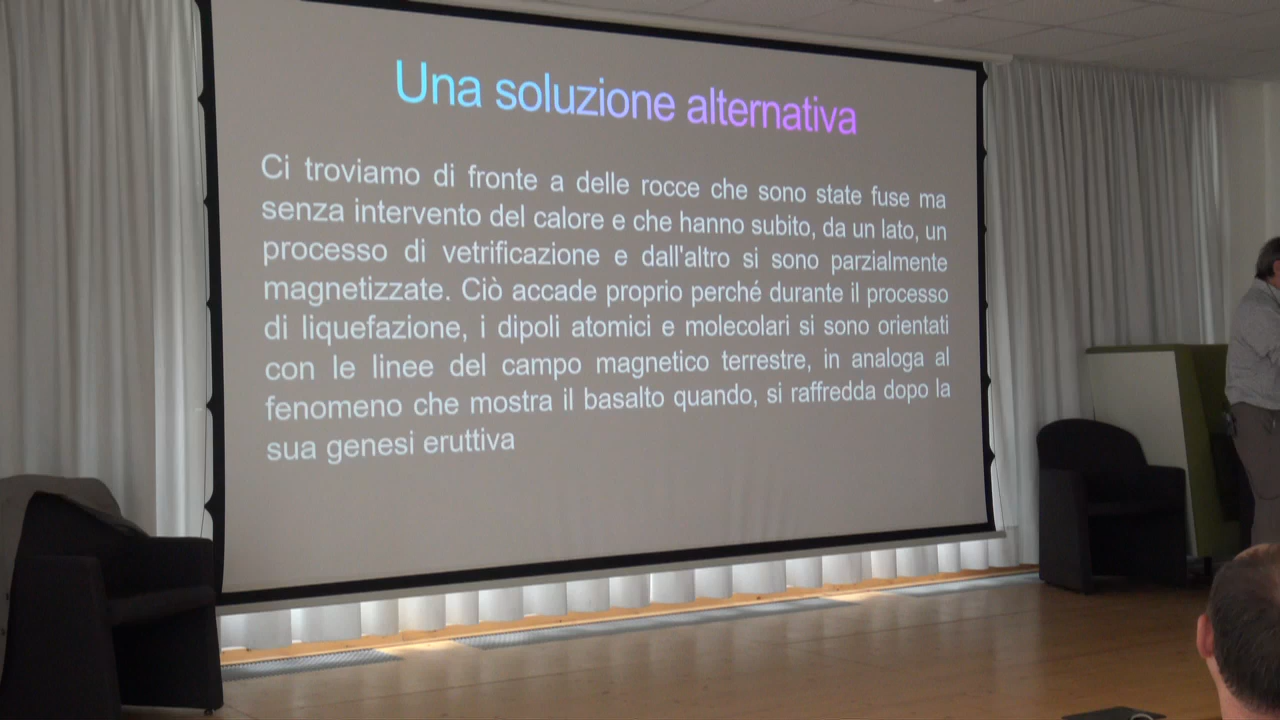 Una soluzione alternativa
Ci troviamo di fronte a delle rocce che sono state fuse ma
senza intervento del calore e che hanno subito, da un lato, un
processo di vetrificazione e dall'altro si sono parzialmente
magnetizzate. Ciò accade proprio perché durante il processo
di liquefazione, i dipoli atomici e molecolari si sono orientati
con le linee del campo magnetico terrestre, in analoga al
fenomeno che mostra il basalto quando, si raffredda dopo la
sua genesi eruttiva